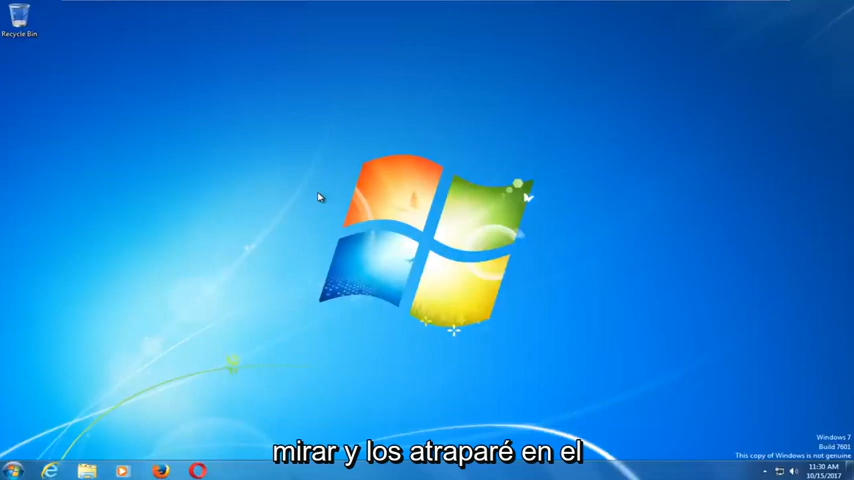 Recycle Bin
mirar y los atraparé en el
Windows 7
Build 7601
This copy of Windows is not genuine
11:30 AM
10/15/2017